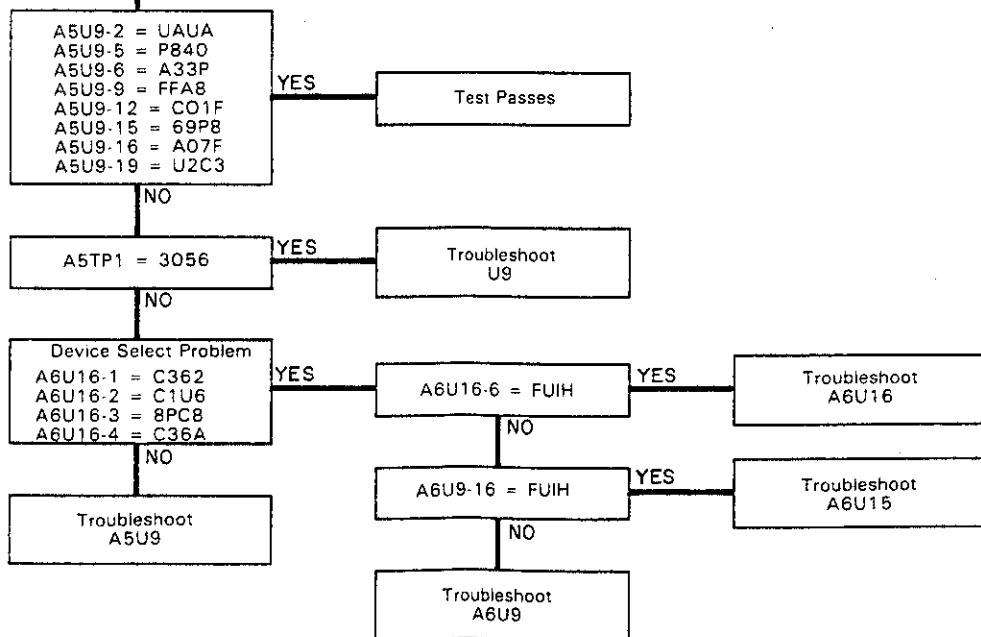 A5U9-2 = UAUA
A5U9-5 = P840
A5U9-6 = A33P
A5U9-9 = FFA8
A5U9-12 = CO1F
A5U9-15 = 69P8
A5U9-16 = A07F
A5U9-19 = U2C3
YES
Test Passes
NO
A5TP1 = 3056
YES
Troubleshoot
U9
NO
Device Select Problem
A6U16-1 = C362
A6U16-2 = C1U6
A6U16-3 = 8PC8
A6U16-4 = C36A
YES
A6U16-6 = FUIH
YES
Troubleshoot
A6U16
NO
NO
A6U9-16 = FUIH
YES
Troubleshoot
A6U15
Troubleshoot
A5U9
NO
Troubleshoot
A6U9